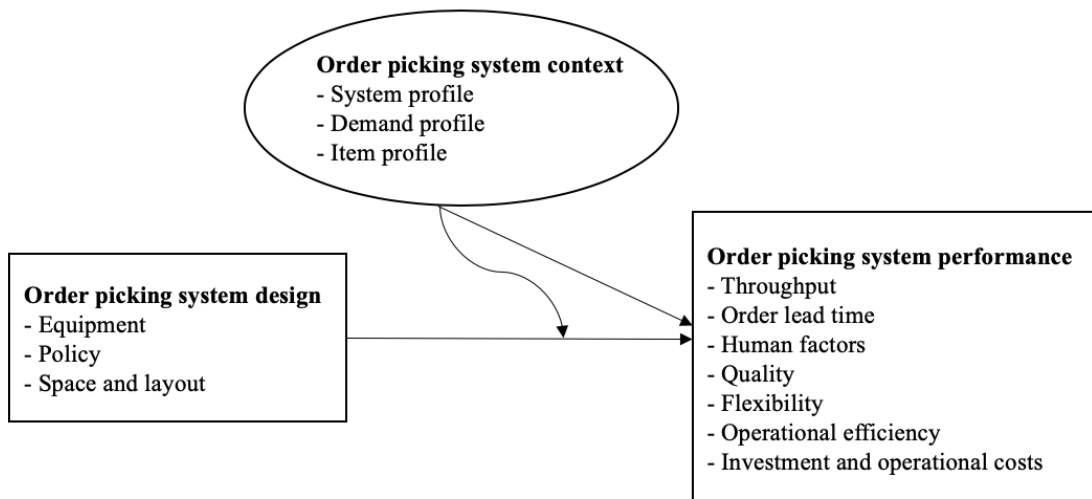 Order picking system context
- System profile
- Demand profile
- Item profile
Order picking system design
- Equipment
- Policy
- Space and layout
Order picking system performance
- Throughput
- Order lead time
- Human factors
- Quality
- Flexibility
- Operational efficiency
- Investment and operational costs